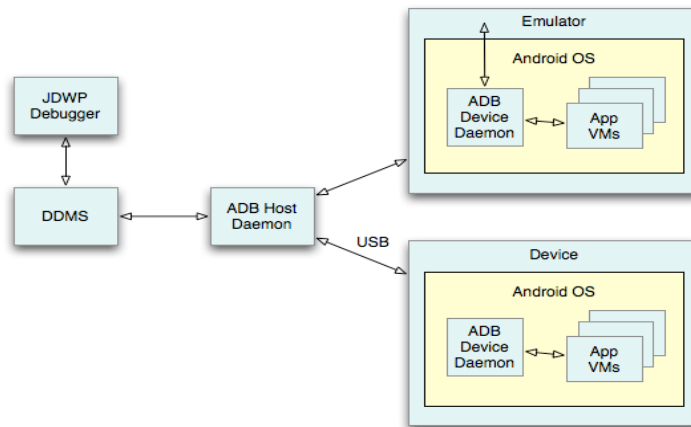 Emulator
Android OS
JDWP
Debugger
ADB
Device
Daemon
App
VMs
DDMS
ADB Host
Daemon
USB
Device
Android OS
ADB
Device
Daemon
App
VMs